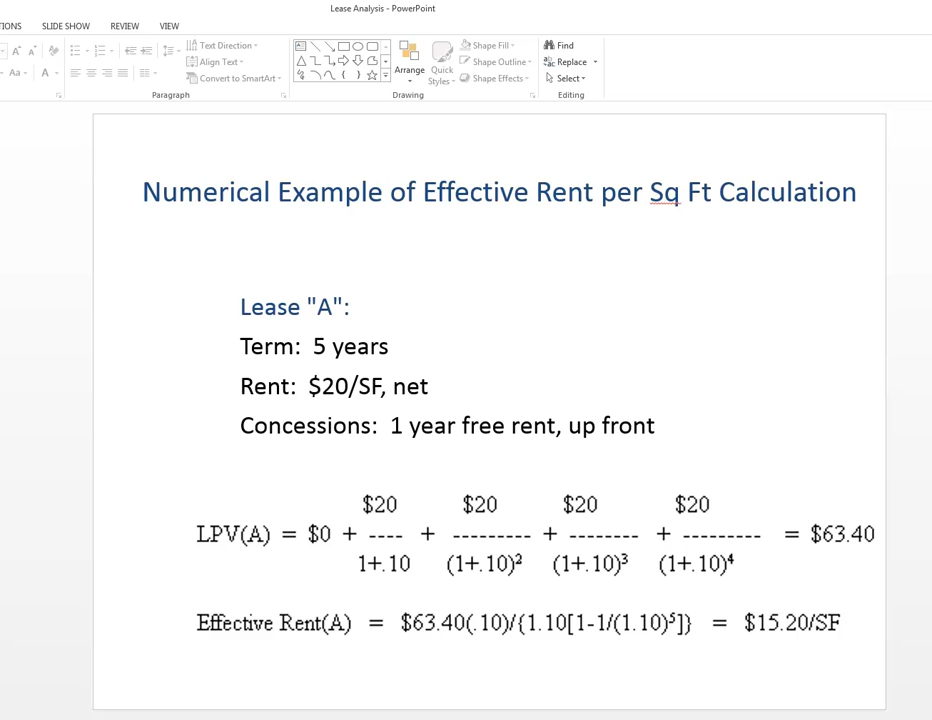 Lease Analysis - PowerPoint
IONS SLIDE SHOW REVIEW VIEW
Text Direction
Align Text
Convert to SmartArt
Aa
A
Arrange
Quick Styles
Shape Fill
Shape Outline
Shape Effects
Find
Replace
Select
Paragraph Drawing Editing
Numerical Example of Effective Rent per Sq Ft Calculation
Lease "A":
Term: 5 years
Rent: $20/SF, net
Concessions: 1 year free rent, up front
$20 $20 $20 $20
LPV(A) = $0 + ---- + --------- + -------- + --------- = $63.40
1+.10 (1+.10)² (1+.10)³ (1+.10)⁴
Effective Rent(A) = $63.40(.10)/{1.10[1-1/(1.10)⁵]} = $15.20/SF